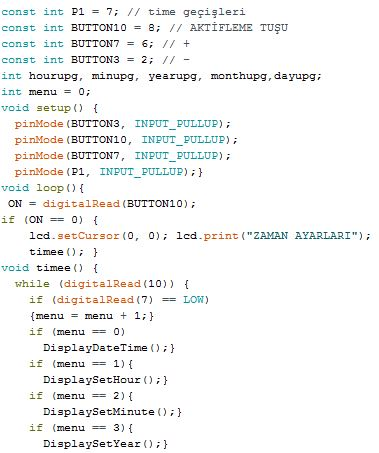 const int P1 = 7; // time geçişleri
const int BUTTON10 = 8; // AKTİFLEME TUŞU
const int BUTTON7 = 6; // +
const int BUTTON3 = 2; // -
int hourupg, minupg, yearupg, monthupg,dayupg;
int menu = 0;
void setup() {
  pinMode(BUTTON3, INPUT_PULLUP);
  pinMode(BUTTON10, INPUT_PULLUP);
  pinMode(BUTTON7, INPUT_PULLUP);
  pinMode(P1, INPUT_PULLUP);}
void loop(){
 ON = digitalRead(BUTTON10);
if (ON == 0) {
    lcd.setCursor(0, 0); lcd.print("ZAMAN AYARLARI");
    timee(); }
void timee() {
  while (digitalRead(10)) {
    if (digitalRead(7) == LOW)
    {menu = menu + 1;}
    if (menu == 0)
      DisplayDateTime();}
    if (menu == 1){
      DisplaySetHour();}
    if (menu == 2){
      DisplaySetMinute();}
    if (menu == 3){
      DisplaySetYear();}